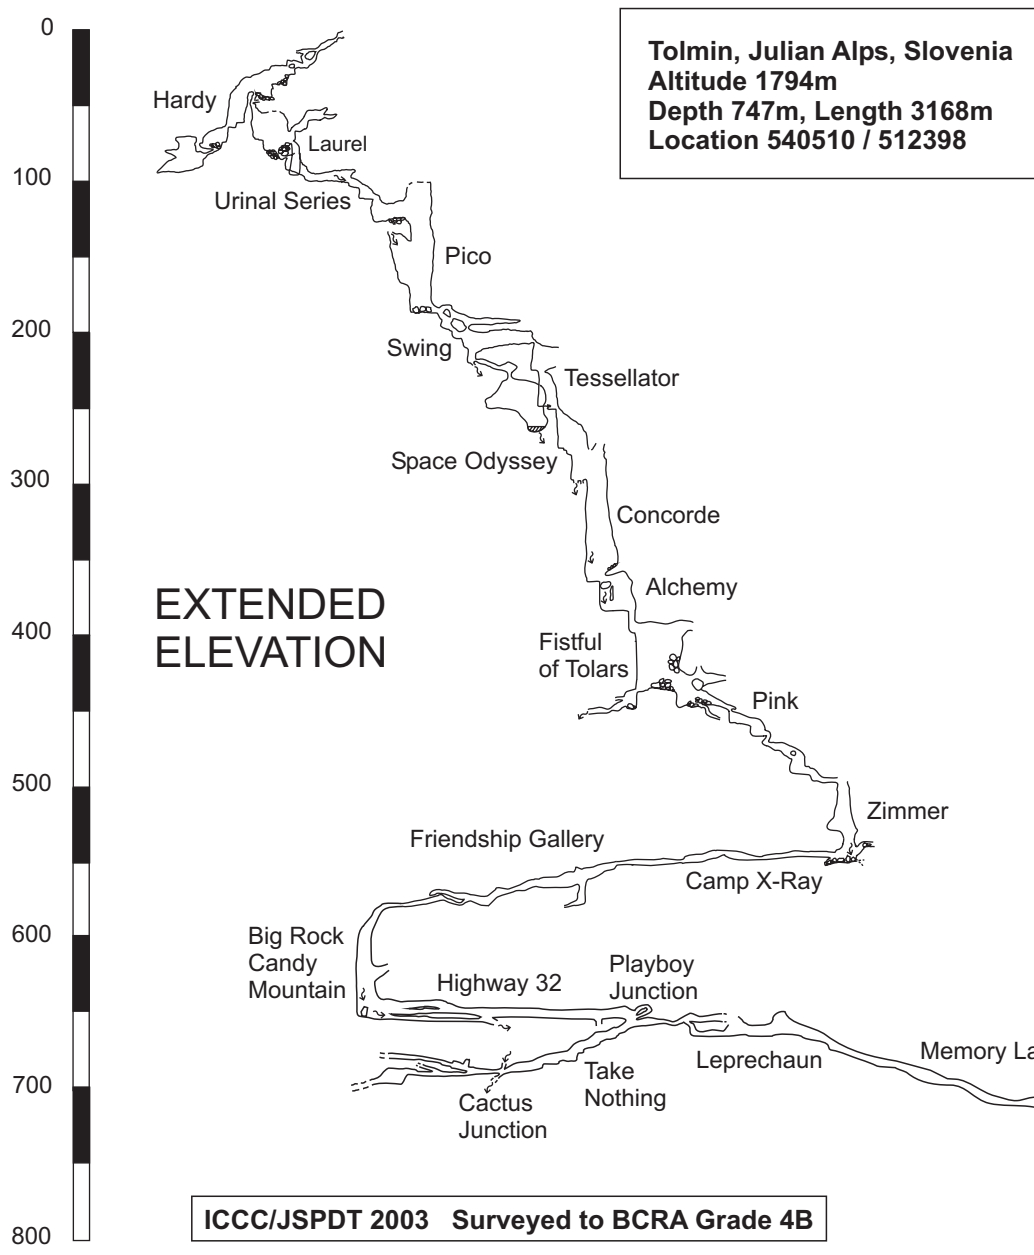 0
Tolmin, Julian Alps, Slovenia
Altitude 1794m
Depth 747m, Length 3168m
Location 540510 / 512398
Hardy
Laurel
100
Urinal Series
Pico
200
Swing
Tessellator
Space Odyssey
300
Concorde
EXTENDED
ELEVATION
Alchemy
400
Fistful
of Tolars
Pink
500
Zimmer
Friendship Gallery
Camp X-Ray
600
Big Rock
Candy
Mountain
Highway 32
Playboy
Junction
Leprechaun
Memory La
700
Take
Nothing
Cactus
Junction
800
ICCC/JSPDT 2003 Surveyed to BCRA Grade 4B